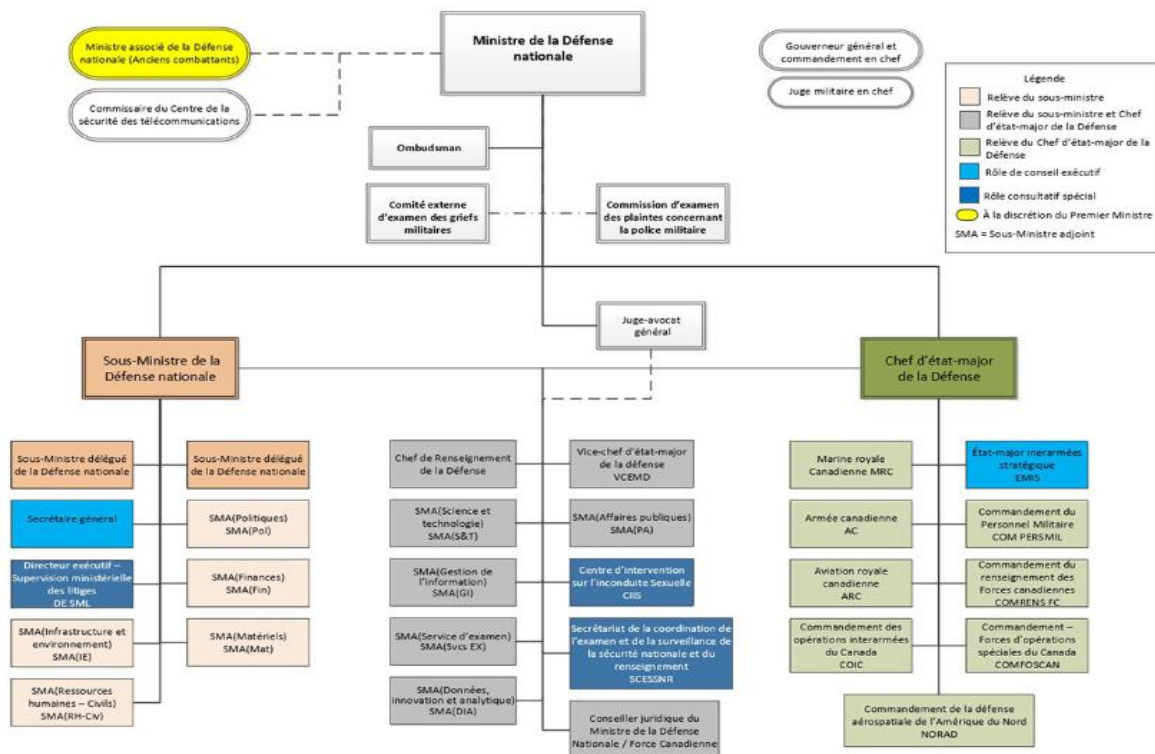 Ministre de la Défense
nationale
Ministre associé de la Défense
nationale (Anciens combattants)
Commissaire du Centre de la
sécurité des télécommunications
Gouverneur général et
commandement en chef
Juge militaire en chef
Légende
Relève du sous-ministre
Relève du sous-ministre et Chef
d'état-major de la Défense
Relève du Chef d'état-major de la
Défense
Rôle de conseil exécutif
Rôle consultatif spécial
À la discrétion du Premier Ministre
SMA = Sous-Ministre adjoint
Ombudsman
Comité externe
d'examen des griefs
militaires
Commission d'examen
des plaintes concernant
la police militaire
Juge-avocat
général
Sous-Ministre de la
Défense nationale
Chef d'état-major
de la Défense
Sous-Ministre délégué
de la Défense nationale
Sous-Ministre délégué
de la Défense nationale
Secrétaire général
SMA(Politiques)
SMA(Pol)
Directeur exécutif –
Supervision ministérielle
des litiges
DE SML
SMA(Finances)
SMA(Fin)
SMA(Infrastructure et
environnement)
SMA(IE)
SMA(Matériels)
SMA(Mat)
SMA(Ressources
humaines – Civils)
SMA(RH-Civ)
Chef de Renseignement
de la Défense
Vice-chef d'état-major
de la défense
VCEMD
SMA(Science et
technologie)
SMA(S&T)
SMA(Affaires publiques)
SMA(PA)
SMA(Gestion de
l'information)
SMA(GI)
Centre d'intervention
sur l'inconduite Sexuelle
CIIS
SMA(Service d'examen)
SMA(Svcs EX)
Secrétariat de la coordination de
l'examen et de la surveillance de
la sécurité nationale et du
renseignement
SCESSNR
SMA(Données,
innovation et analytique)
SMA(DIA)
Conseiller juridique du
Ministre de la Défense
Nationale / Force Canadienne
Marine royale
Canadienne MRC
État-major inerarmées
stratégique
EMIS
Armée canadienne
AC
Commandement du
Personnel Militaire
COM PERSMIL
Aviation royale
canadienne
ARC
Commandement du
renseignement des
Forces canadiennes
COMRENS FC
Commandement des
opérations interarmées
du Canada
COIC
Commandement –
Forces d'opérations
spéciales du Canada
COMFOSCAN
Commandement de la défense
aérospatiale de l'Amérique du Nord
NORAD